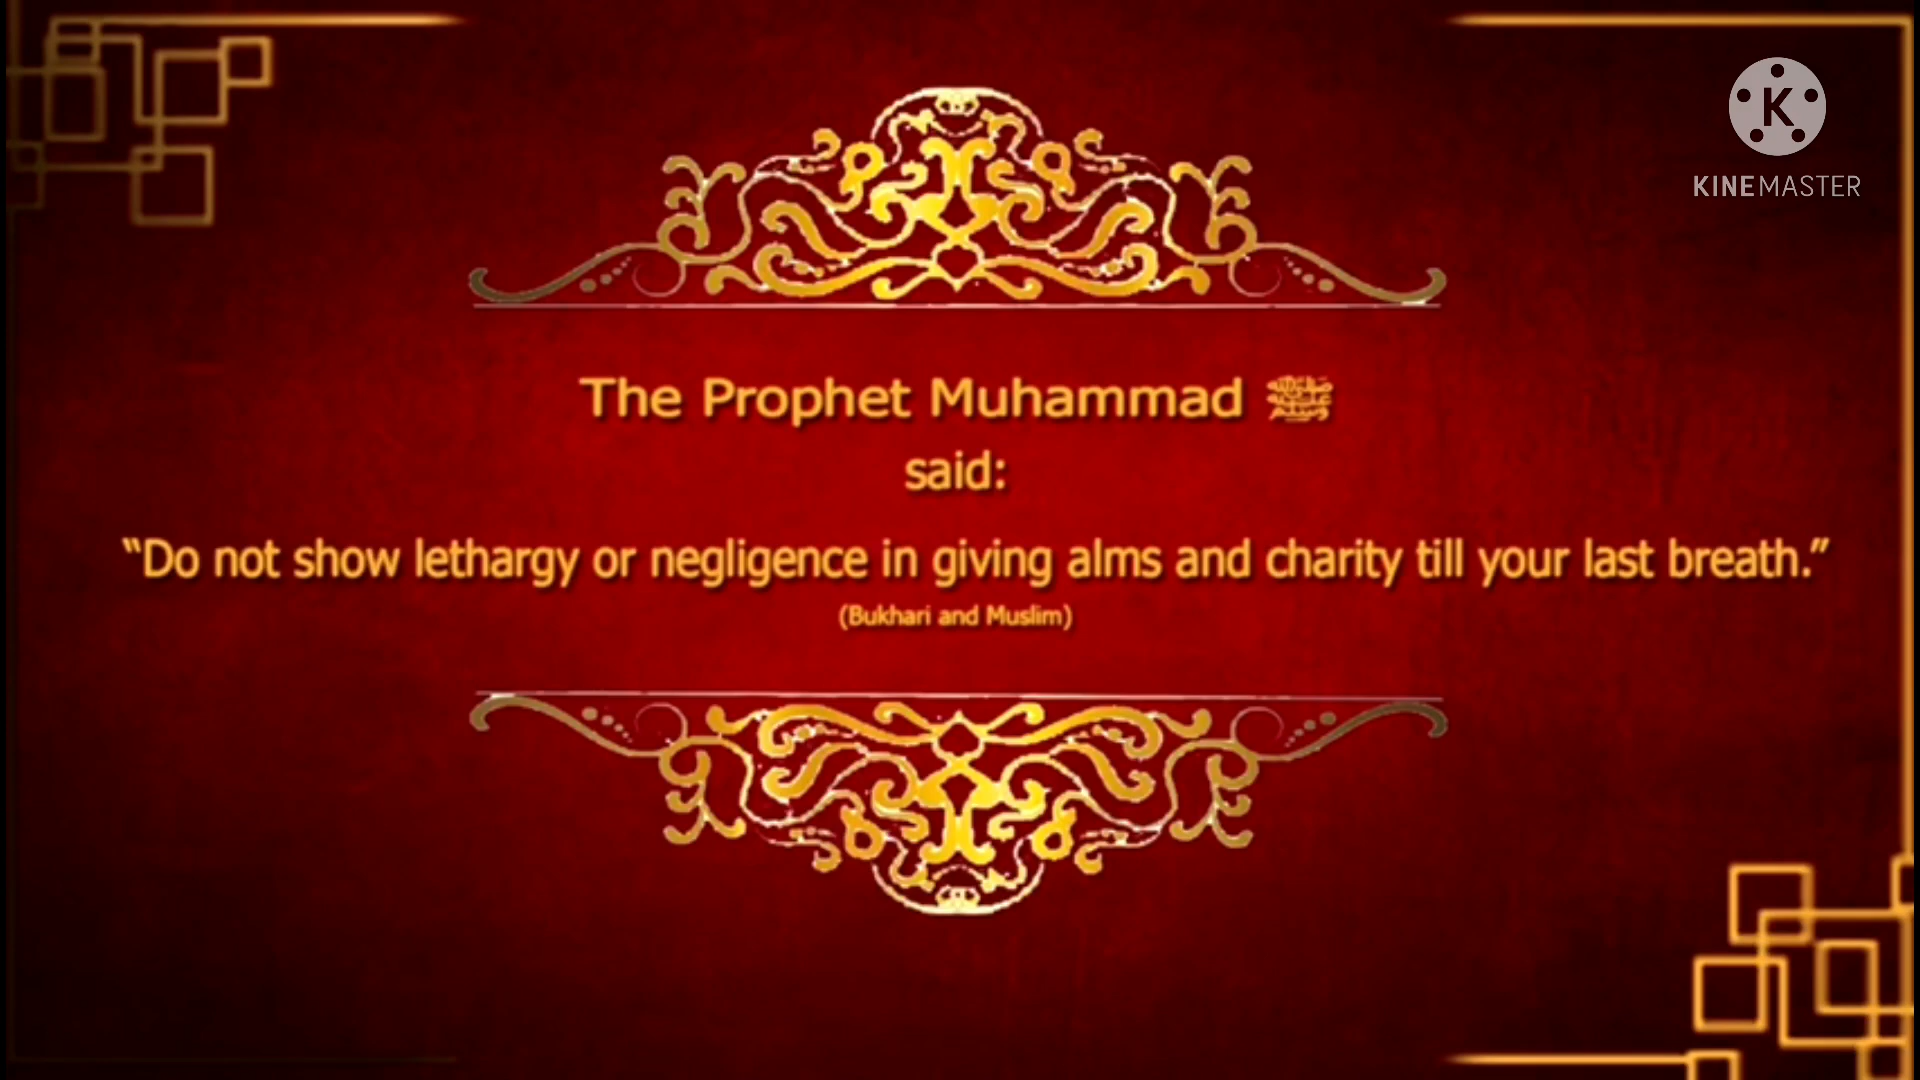 KINEMASTER
The Prophet Muhammad ﷺ
said:
“Do not show lethargy or negligence in giving alms and charity till your last breath.”
(Bukhari and Muslim)